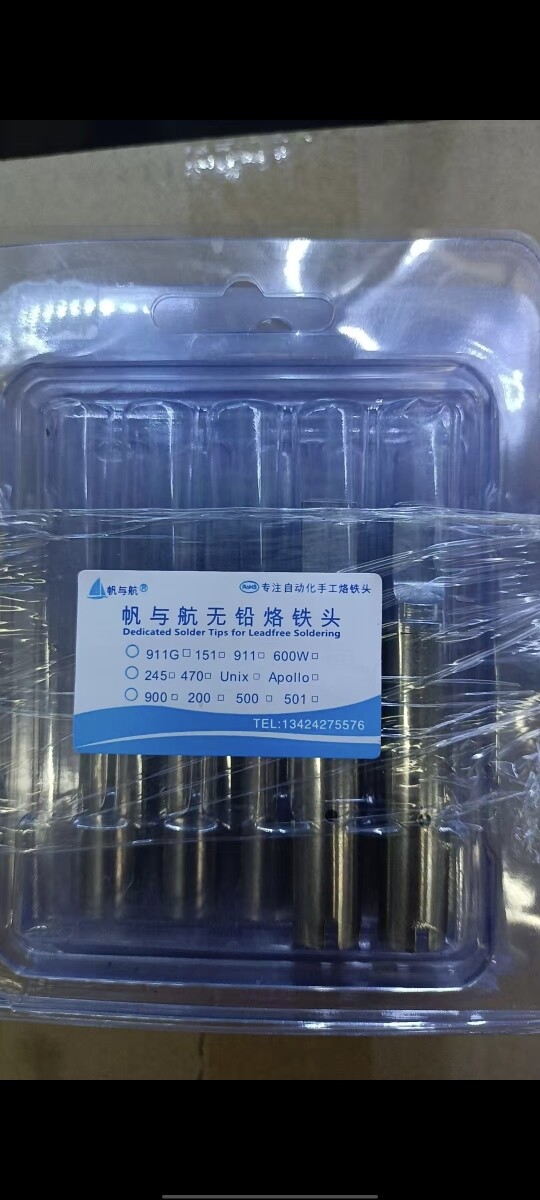 帆与航®
RoHS 专注自动化手工烙铁头
帆与航无铅烙铁头
Dedicated Solder Tips for Leadfree Soldering
911G□ 151□ 911□ 600W□
245□ 470□ Unix □ Apollo□
900 □ 200 □ 500 □ 501 □
TEL:13424275576